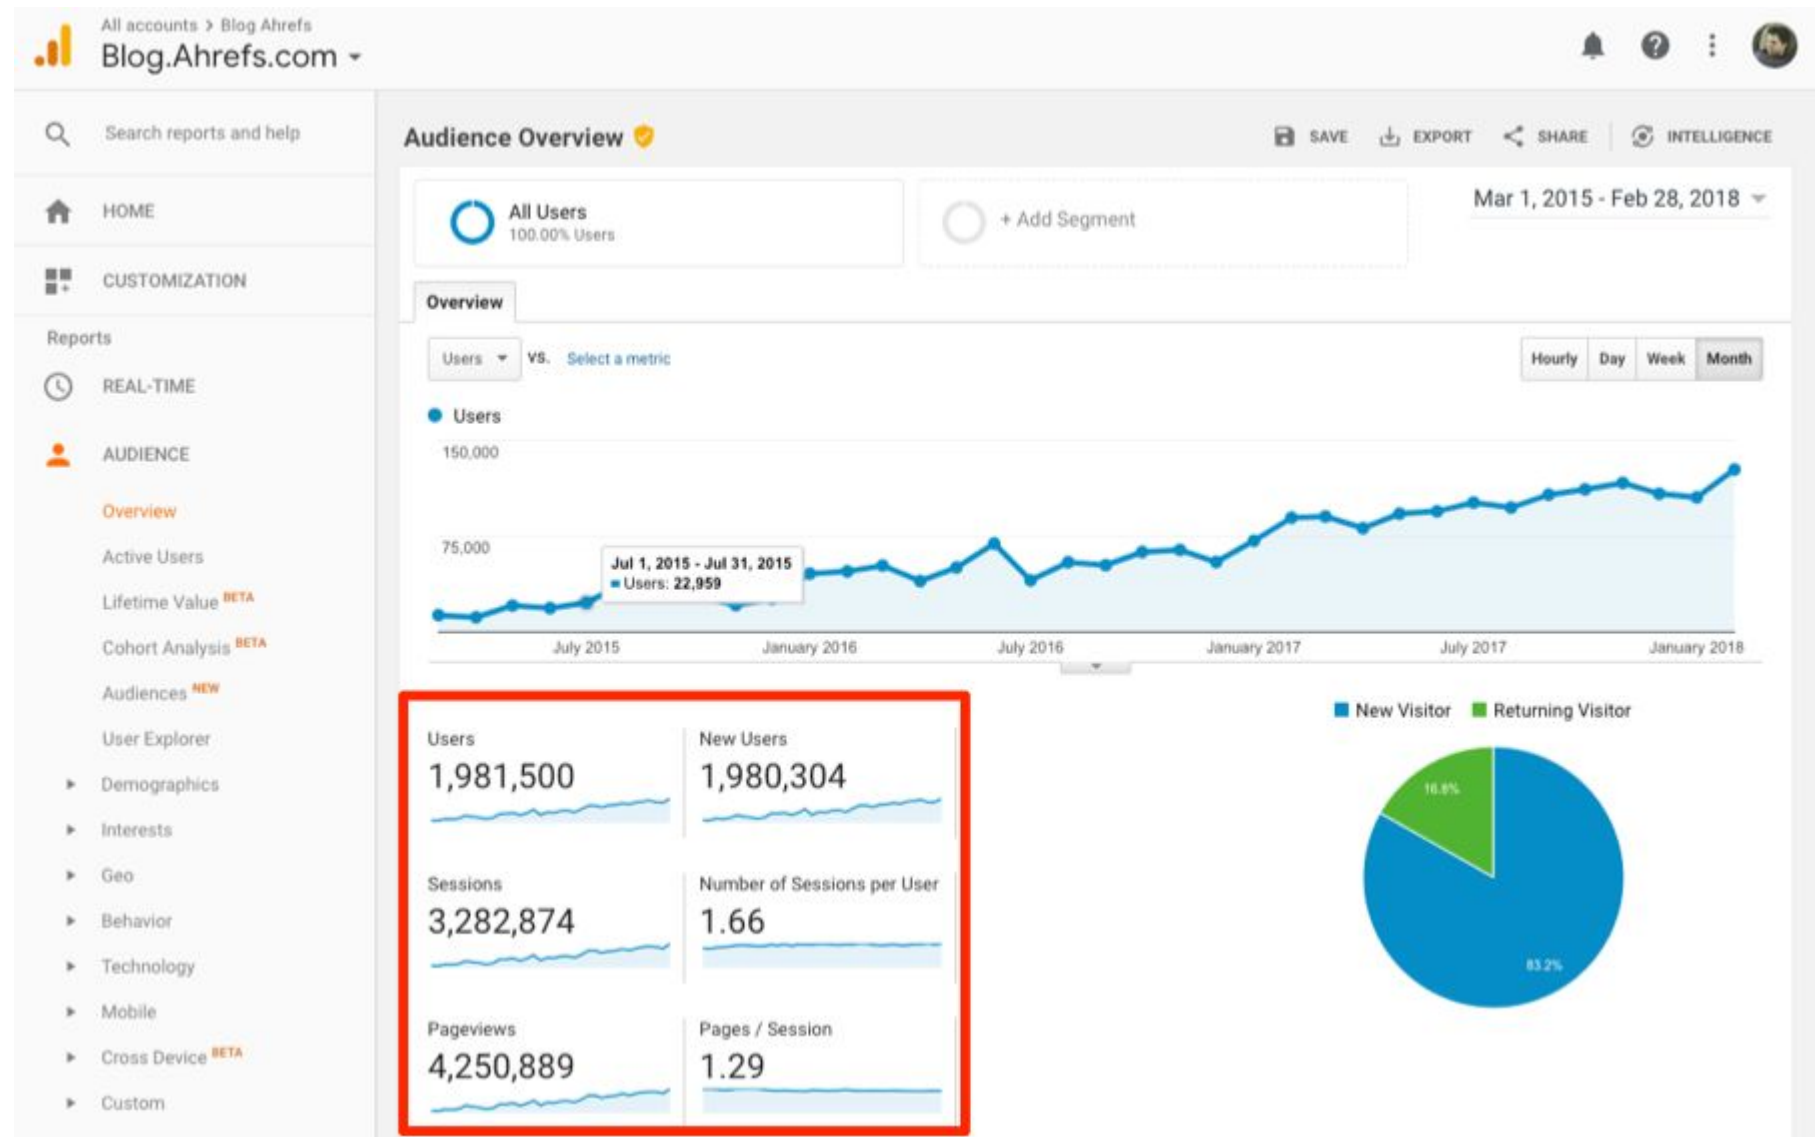 All accounts > Blog Ahrefs
Blog.Ahrefs.com
Search reports and help
HOME
CUSTOMIZATION
Reports
REAL-TIME
AUDIENCE
Overview
Active Users
Lifetime Value BETA
Cohort Analysis BETA
Audiences NEW
User Explorer
Demographics
Interests
Geo
Behavior
Technology
Mobile
Cross Device BETA
Custom
Audience Overview
SAVE EXPORT SHARE INTELLIGENCE
All Users
100.00% Users
+ Add Segment
Mar 1, 2015 - Feb 28, 2018
Overview
Users VS. Select a metric
Hourly Day Week Month
Users
150,000
75,000
Jul 1, 2015 - Jul 31, 2015
Users: 22,959
July 2015 January 2016 July 2016 January 2017 July 2017 January 2018
Users
1,981,500
New Users
1,980,304
Sessions
3,282,874
Number of Sessions per User
1.66
Pageviews
4,250,889
Pages / Session
1.29
New Visitor Returning Visitor
16.8%
83.2%